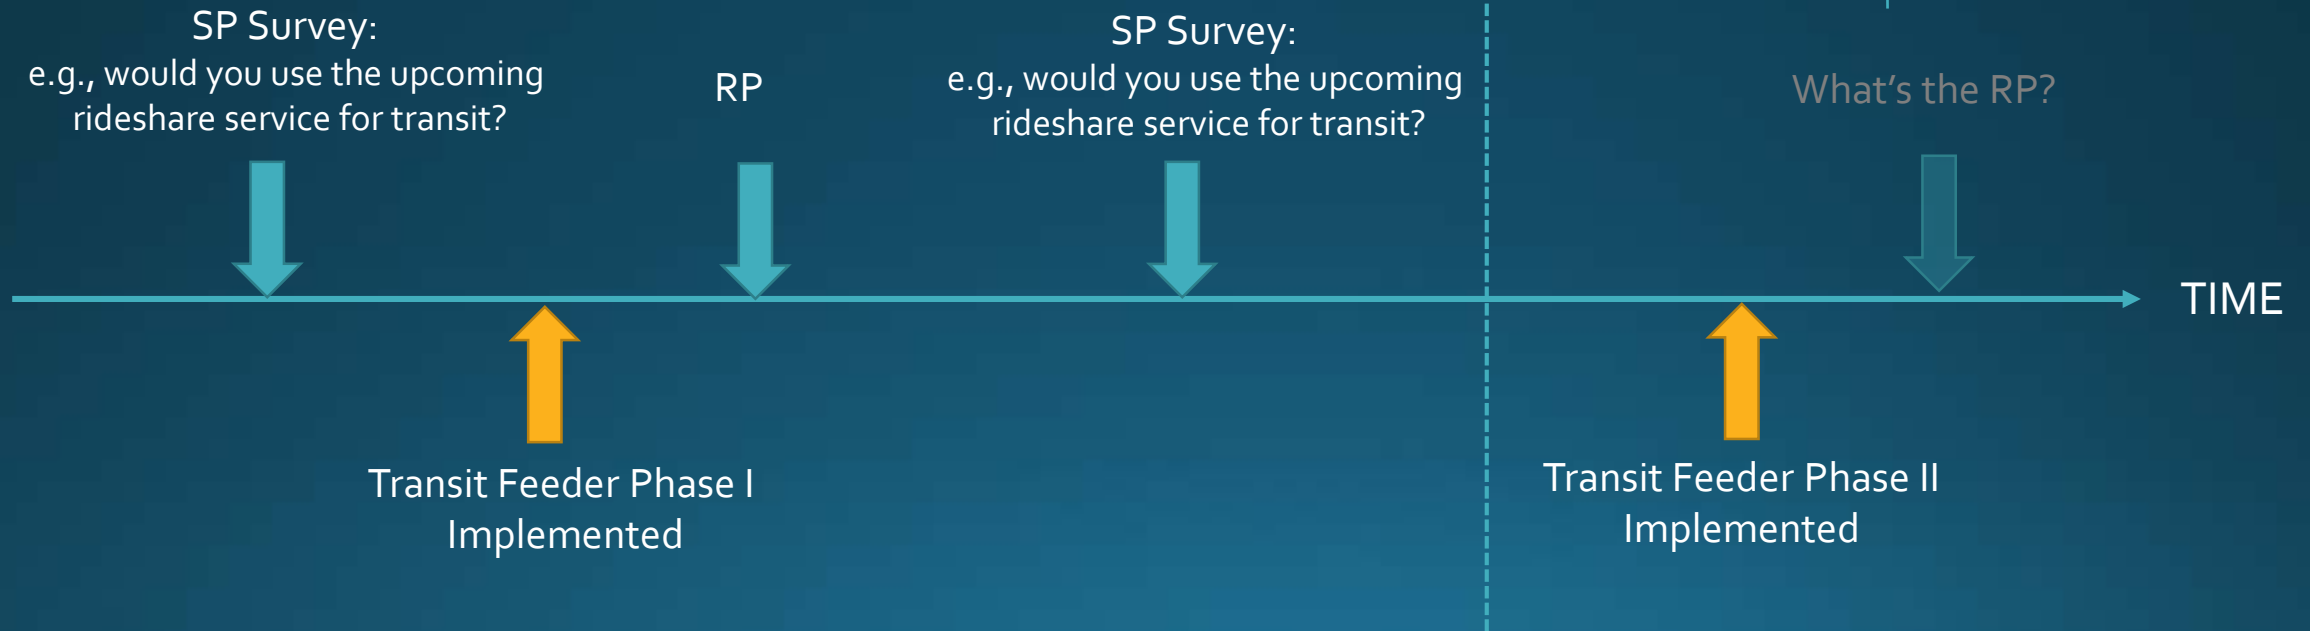 SP Survey:
e.g., would you use the upcoming
rideshare service for transit?
RP
SP Survey:
e.g., would you use the upcoming
rideshare service for transit?
What's the RP?
TIME
Transit Feeder Phase I
Implemented
Transit Feeder Phase II
Implemented